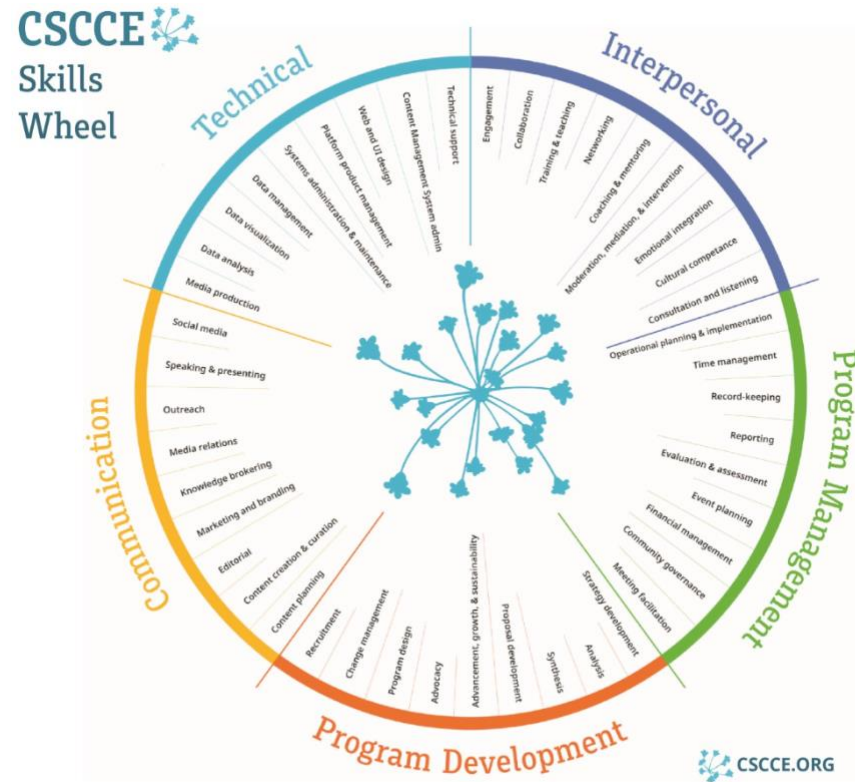 CSCCE
Skills
Wheel
Technical
Media production
Data analysis
Data visualization
Data management
Systems administration & maintenance
Platform product management
Web and UI design
Content Management System admin
Technical support
Interpersonal
Engagement
Collaboration
Training & teaching
Networking
Coaching & mentoring
Moderation, mediation, & intervention
Emotional integration
Cultural competance
Consultation and listening
Program Management
Operational planning & implementation
Time management
Record-keeping
Reporting
Evaluation & assessment
Event planning
Financial management
Community governance
Meeting facilitation
Program Development
Strategy development
Analysis
Synthesis
Proposal development
Advancement, growth, & sustainability
Advocacy
Program design
Change management
Recruitment
Communication
Content planning
Content creation & curation
Editorial
Marketing and branding
Knowledge brokering
Media relations
Outreach
Speaking & presenting
Social media
CSCCE.ORG